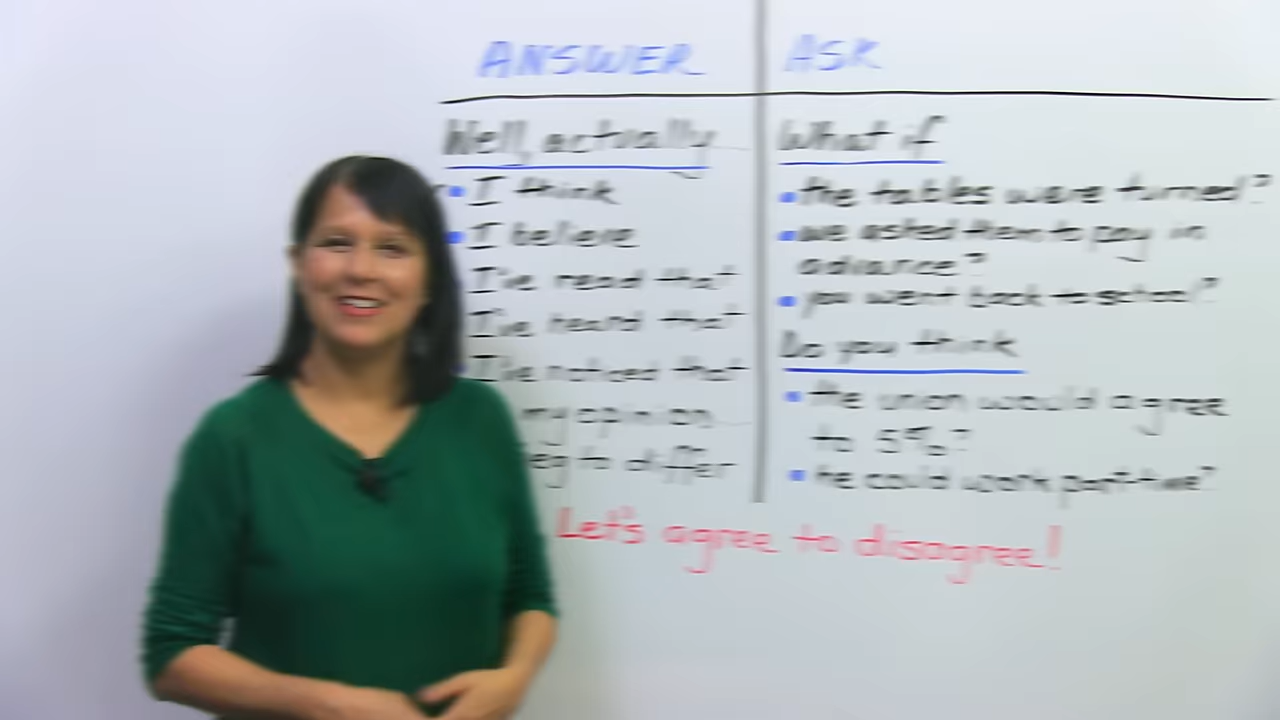 ANSWER
Well, actually
• I think
• I believe
I've read that
I've heard that
I've noticed that
my opinion
to differ
ASK
What if
• the tables were turned?
• we asked them to pay in
advance?
• you went back to school?
Do you think
• the union would agree
to 5%?
• he could work part-time?
Let's agree to disagree!